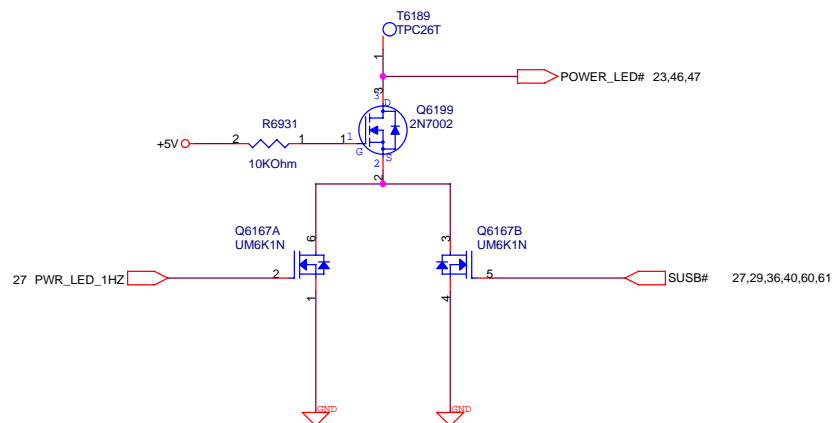 T6189
TPC26T
1
POWER_LED# 23,46,47
3
3
D
Q6199
2N7002
R6931
+5V
2
1
1
1
G
10KOhm
S
2
2
Q6167A
UM6K1N
6
Q6167B
UM6K1N
3
27 PWR_LED_1HZ
2
5
SUSB# 27,29,36,40,60,61
1
4
GND
GND